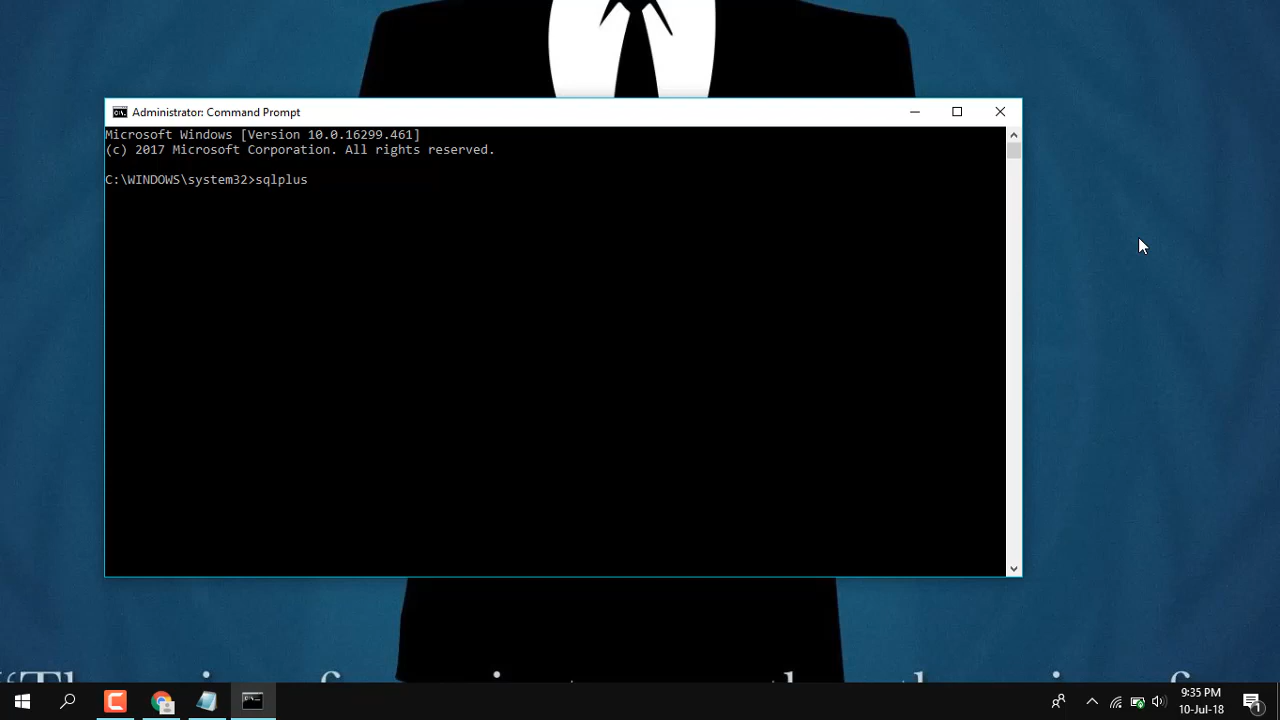 Administrator: Command Prompt
Microsoft Windows [Version 10.0.16299.461]
(c) 2017 Microsoft Corporation. All rights reserved.
C:\WINDOWS\system32>sqlplus
9:35 PM
10-Jul-18
1